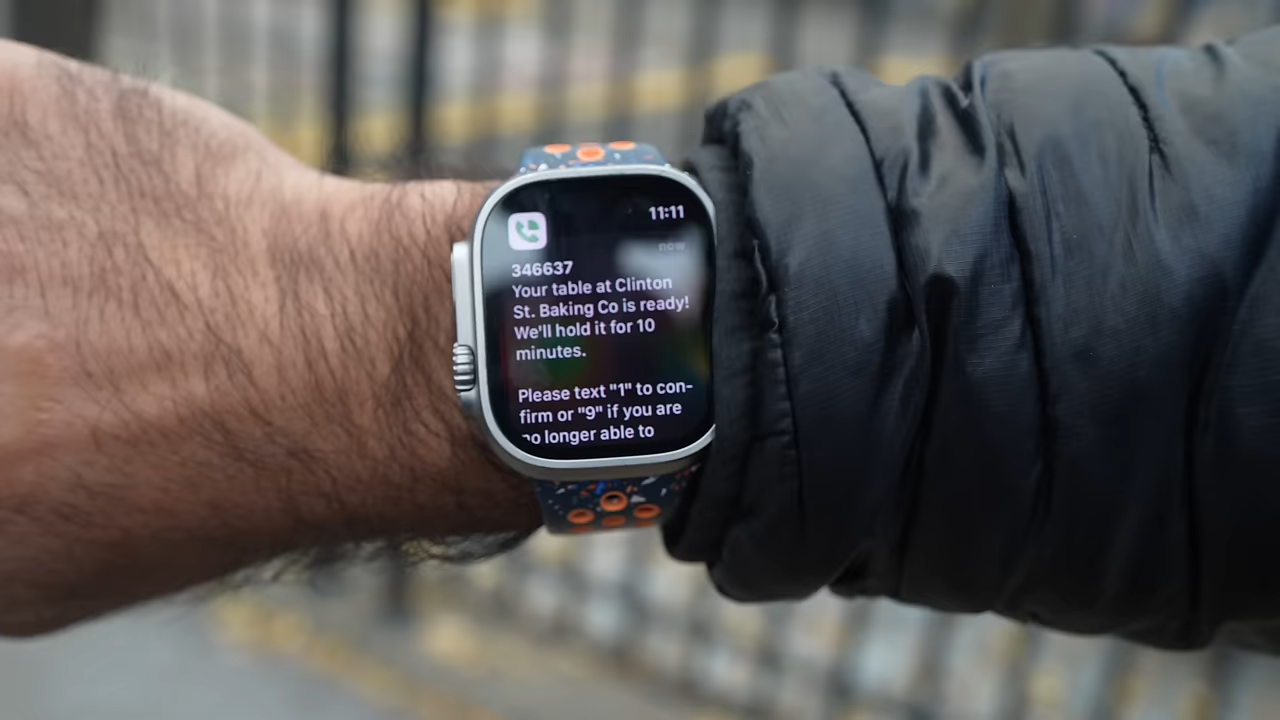 11:11
now
346637
Your table at Clinton
St. Baking Co is ready!
We'll hold it for 10
minutes.
Please text "1" to con-
firm or "9" if you are
no longer able to